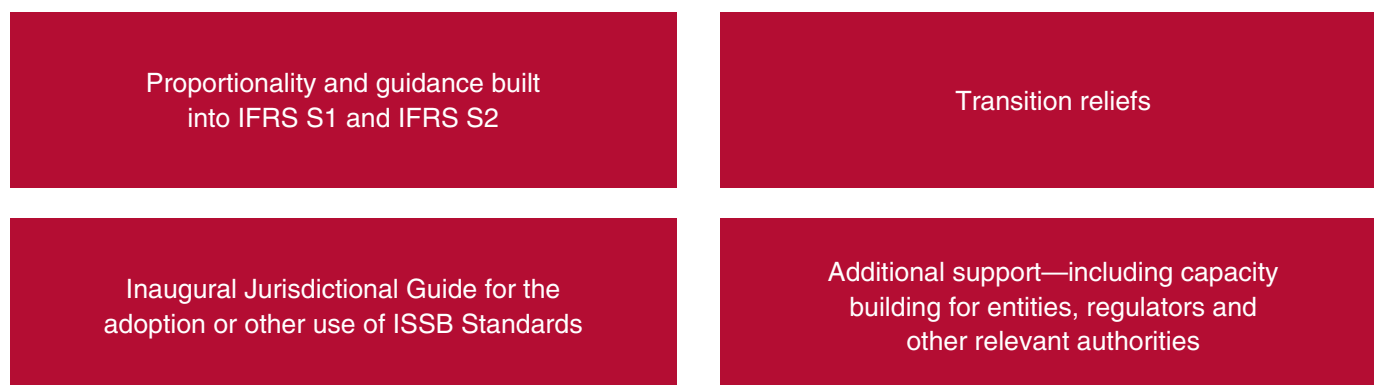 Proportionality and guidance built
into IFRS S1 and IFRS S2
Transition reliefs
Inaugural Jurisdictional Guide for the
adoption or other use of ISSB Standards
Additional support—including capacity
building for entities, regulators and
other relevant authorities